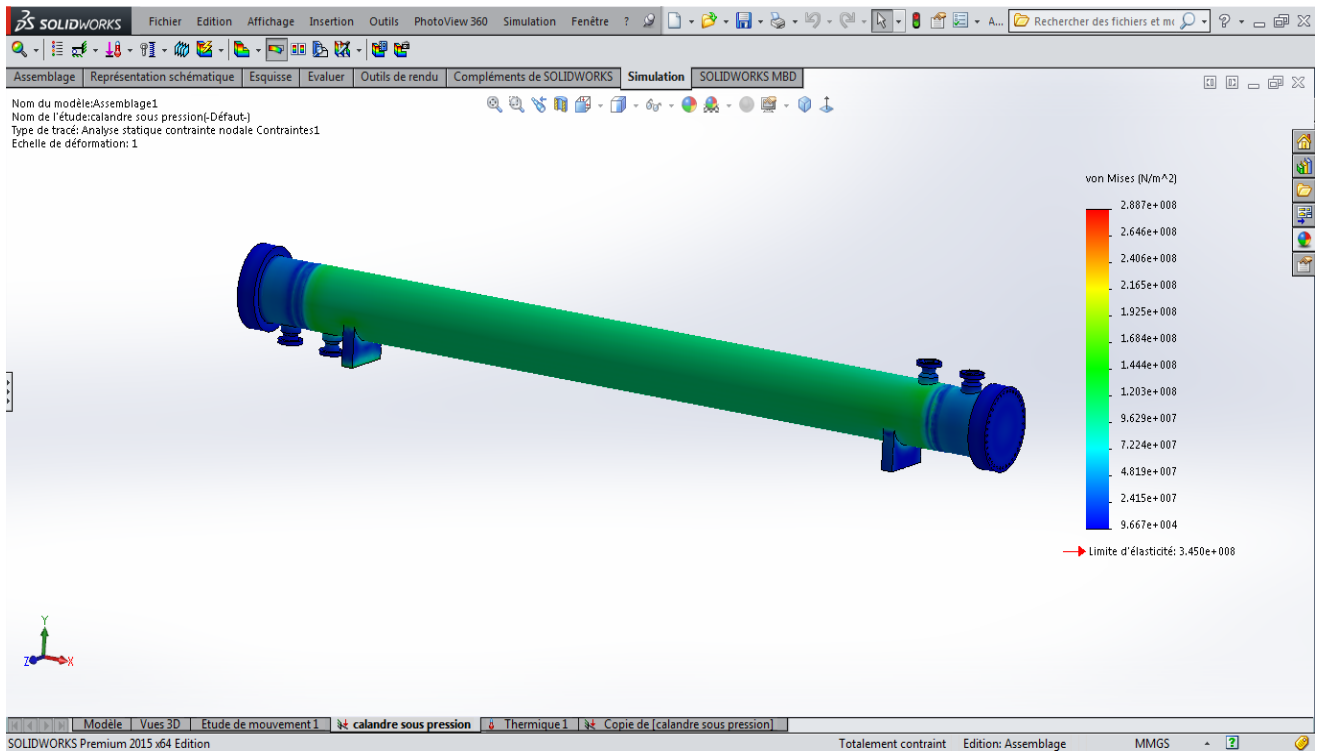 SOLIDWORKS Fichier Edition Affichage Insertion Outils PhotoView 360 Simulation Fenêtre ? A... Rechercher des fichiers et mo ?
Assemblage Représentation schématique Esquisse Evaluer Outils de rendu Compléments de SOLIDWORKS Simulation SOLIDWORKS MBD
Nom du modèle:Assemblage1
Nom de l'étude:calandre sous pression(-Défaut-)
Type de tracé: Analyse statique contrainte nodale Contraintes1
Echelle de déformation: 1
von Mises (N/m^2)
2.887e+008
2.646e+008
2.406e+008
2.165e+008
1.925e+008
1.684e+008
1.444e+008
1.203e+008
9.629e+007
7.224e+007
4.819e+007
2.415e+007
9.667e+004
Limite d'élasticité: 3.450e+008
Y
Z X
Modèle Vues 3D Etude de mouvement 1 calandre sous pression Thermique 1 Copie de [calandre sous pression]
SOLIDWORKS Premium 2015 x64 Edition Totalement contraint Edition: Assemblage MMGS ?